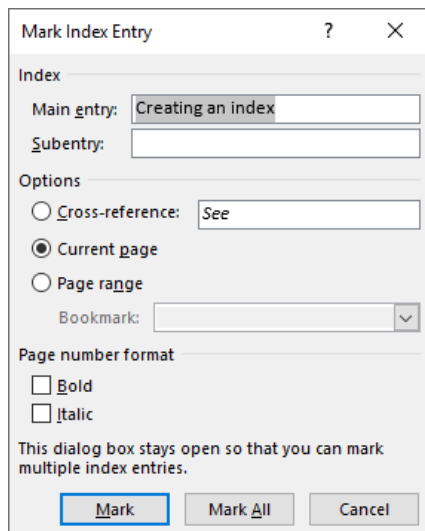 Mark Index Entry ?
Index
Main entry: Creating an index
Subentry:
Options
Cross-reference: See
Current page
Page range
Bookmark:
Page number format
Bold
Italic
This dialog box stays open so that you can mark
multiple index entries.
Mark Mark All Cancel